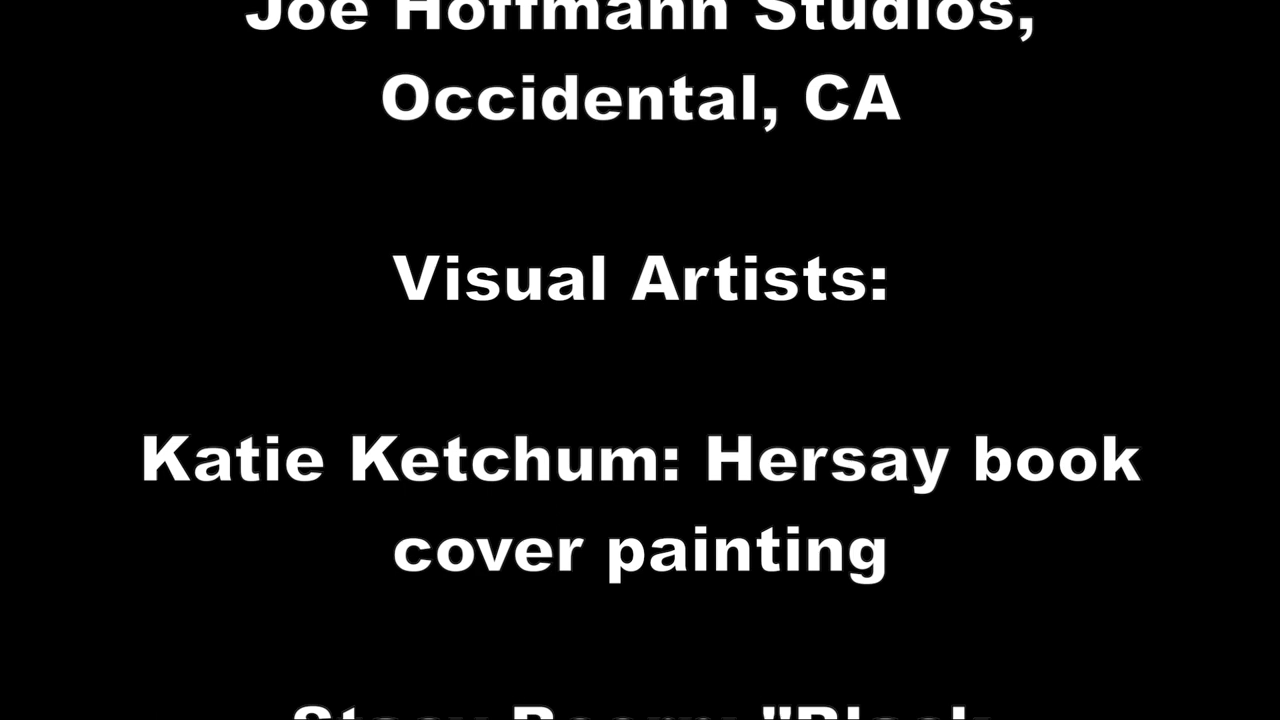 Joe Hoffmann Studios,
Occidental, CA
Visual Artists:
Katie Ketchum: Hersay book
cover painting